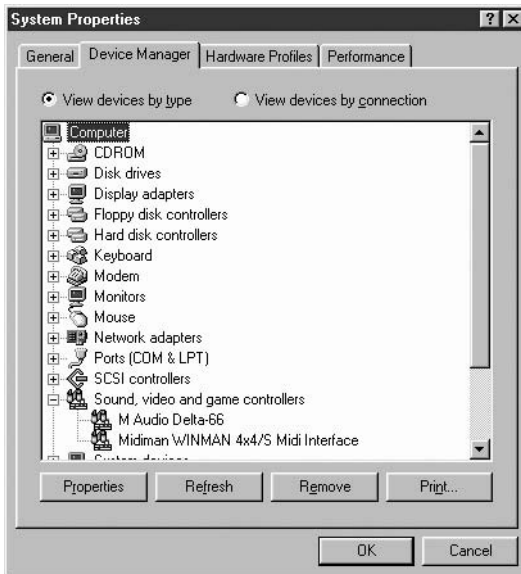 System Properties
General Device Manager Hardware Profiles Performance
View devices by type View devices by connection
Computer
CDROM
Disk drives
Display adapters
Floppy disk controllers
Hard disk controllers
Keyboard
Modem
Monitors
Mouse
Network adapters
Ports (COM & LPT)
SCSI controllers
Sound, video and game controllers
M Audio Delta-66
Midiman WINMAN 4x4/S Midi Interface
System devices
Properties Refresh Remove Print...
OK Cancel